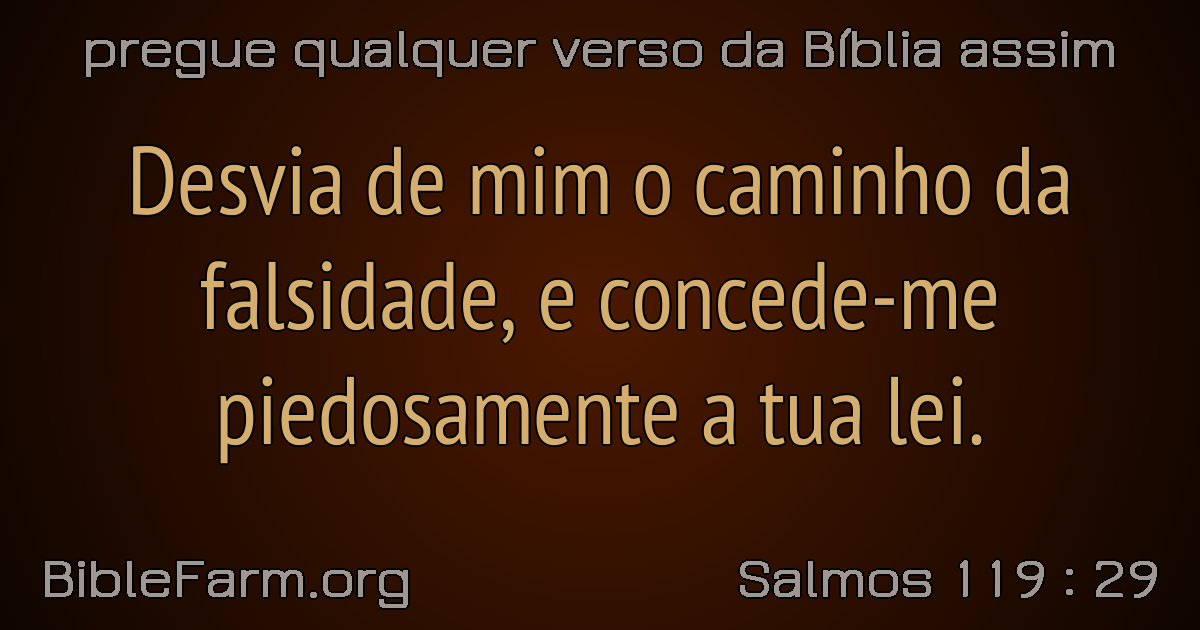 pregue qualquer verso da Bíblia assim
Desvia de mim o caminho da
falsidade, e concede-me
piedosamente a tua lei.
BibleFarm.org
Salmos 119 : 29